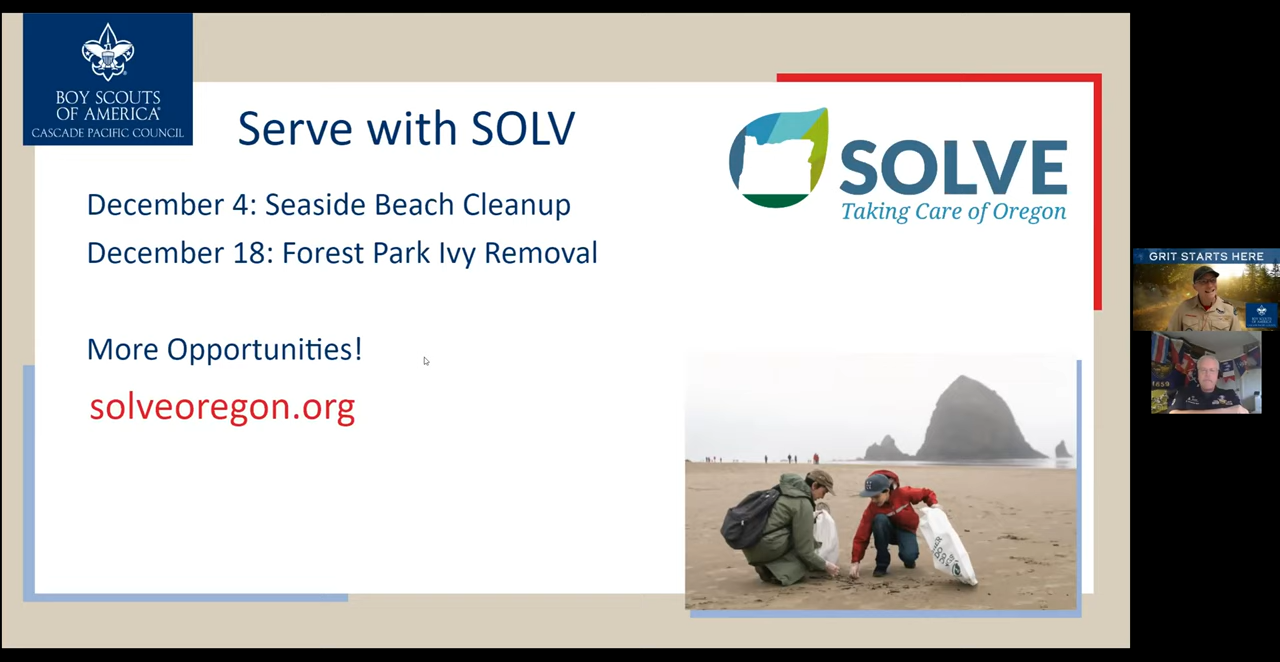 BOY SCOUTS
OF AMERICA®
CASCADE PACIFIC COUNCIL
Serve with SOLV
SOLVE
Taking Care of Oregon
December 4: Seaside Beach Cleanup
December 18: Forest Park Ivy Removal
More Opportunities!
solveoregon.org
GRIT STARTS HERE